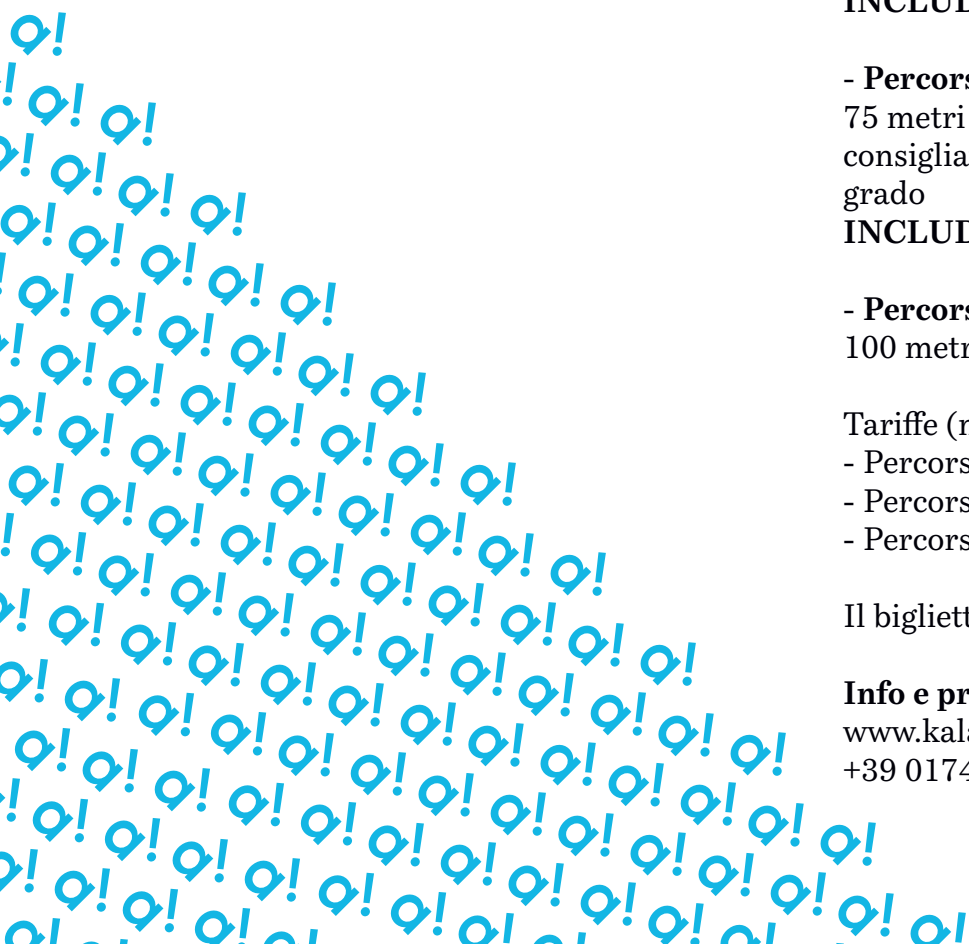 INCLUD
- Percors
75 metri
consiglia
grado
INCLUD
- Percors
100 metr
Tariffe (
- Percors
- Percors
- Percors
Il bigliett
Info e pr
www.kala
+39 0174